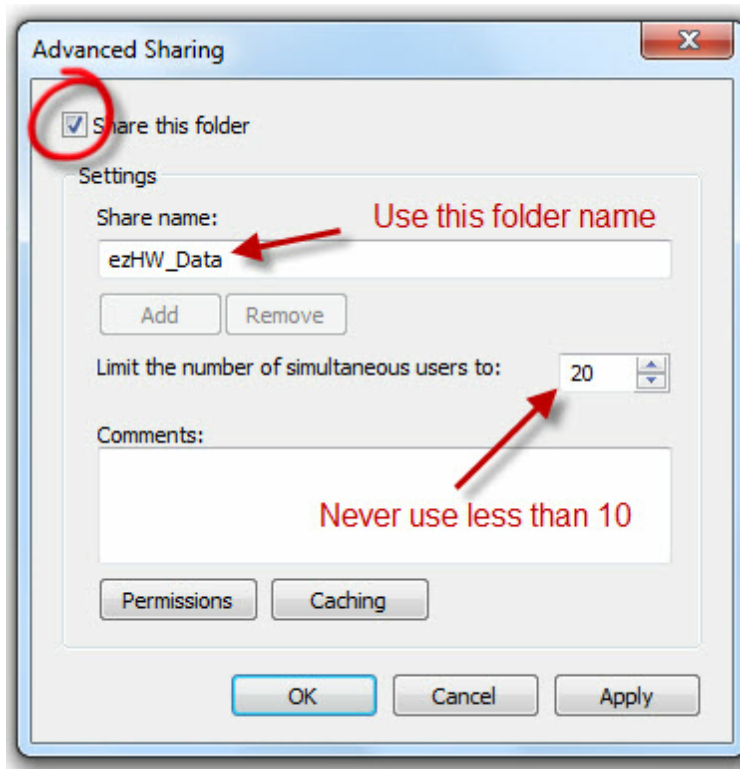 Advanced Sharing
Share this folder
Settings
Share name:
Use this folder name
ezHW_Data
Add
Remove
Limit the number of simultaneous users to:
20
Comments:
Never use less than 10
Permissions
Caching
OK
Cancel
Apply